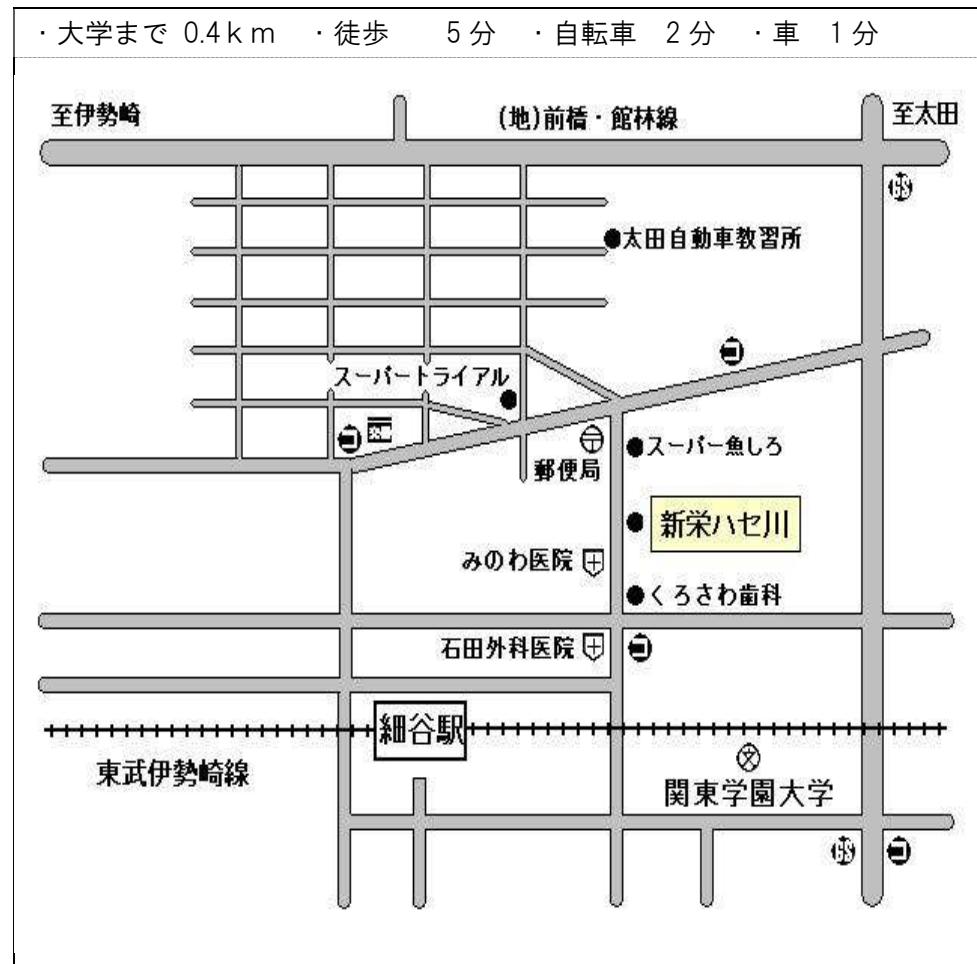 ・大学まで 0.4ｋｍ ・徒歩 5分 ・自転車 2分 ・車 1分
至伊勢崎
(地)前橋・館林線
至太田
GS
太田自動車教習所
スーパートライアル
スーパー魚しろ
郵便局
新栄ハセ川
みのわ医院
くろさわ歯科
石田外科医院
細谷駅
東武伊勢崎線
文
関東学園大学
GS